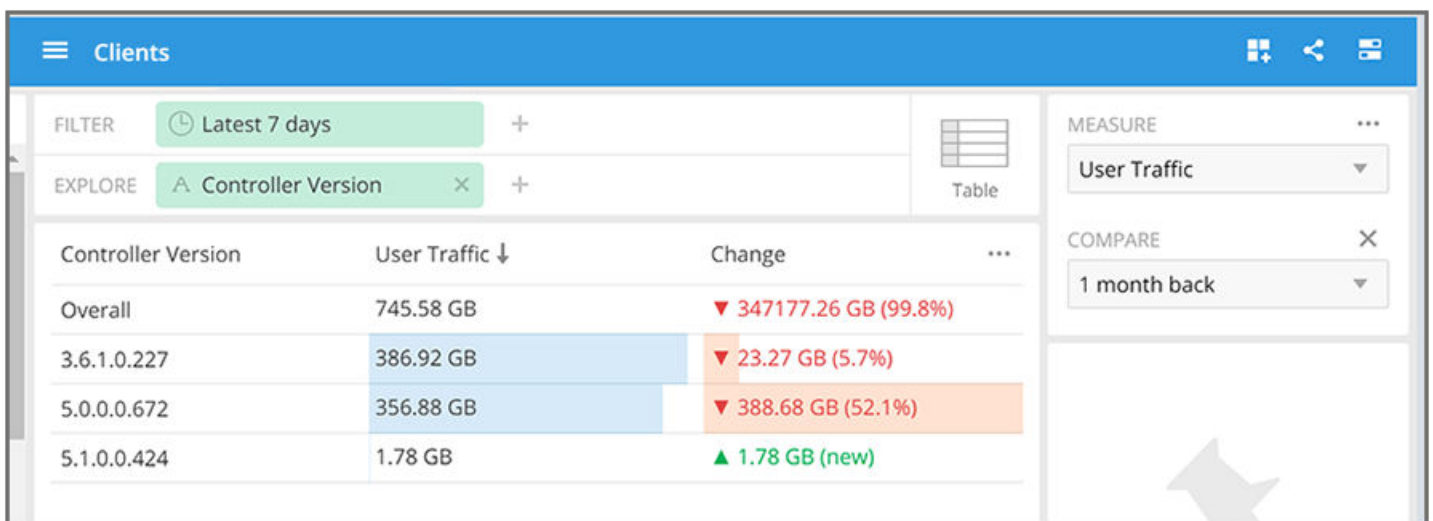 Clients
FILTER Latest 7 days +
EXPLORE A Controller Version × +
Table
MEASURE ...
User Traffic
COMPARE ×
1 month back
Controller Version User Traffic ↓ Change ...
Overall 745.58 GB ▼ 347177.26 GB (99.8%)
3.6.1.0.227 386.92 GB ▼ 23.27 GB (5.7%)
5.0.0.0.672 356.88 GB ▼ 388.68 GB (52.1%)
5.1.0.0.424 1.78 GB ▲ 1.78 GB (new)